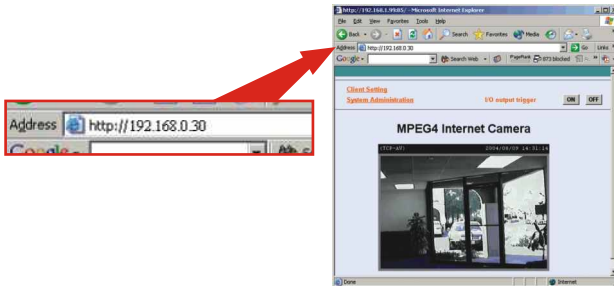 Address http://192.168.0.30
Google
http://192.168.1.99:85/ - Microsoft Internet Explorer
File Edit View Favorites Tools Help
Back Search Favorites Media
Address http://192.168.0.30 Go Links
Google Search Web PageRank 873 blocked
Client Setting
System Administration I/O output trigger ON OFF
MPEG4 Internet Camera
(TCP-AV) 2004/08/09 14:51:14
Done Internet